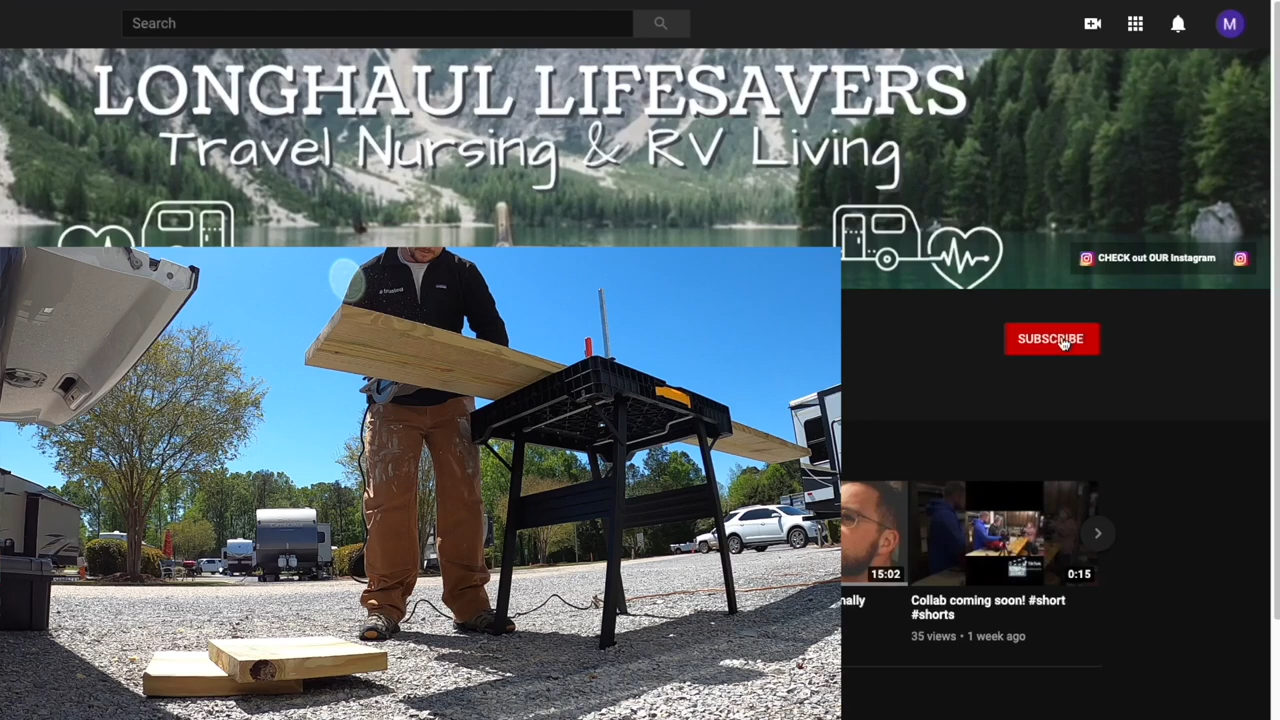 Search
M
LONGHAUL LIFESAVERS
Travel Nursing & RV Living
CHECK out OUR Instagram
SUBSCRIBE
a trusted
15:02
0:15
nally
Collab coming soon! #short
#shorts
35 views • 1 week ago